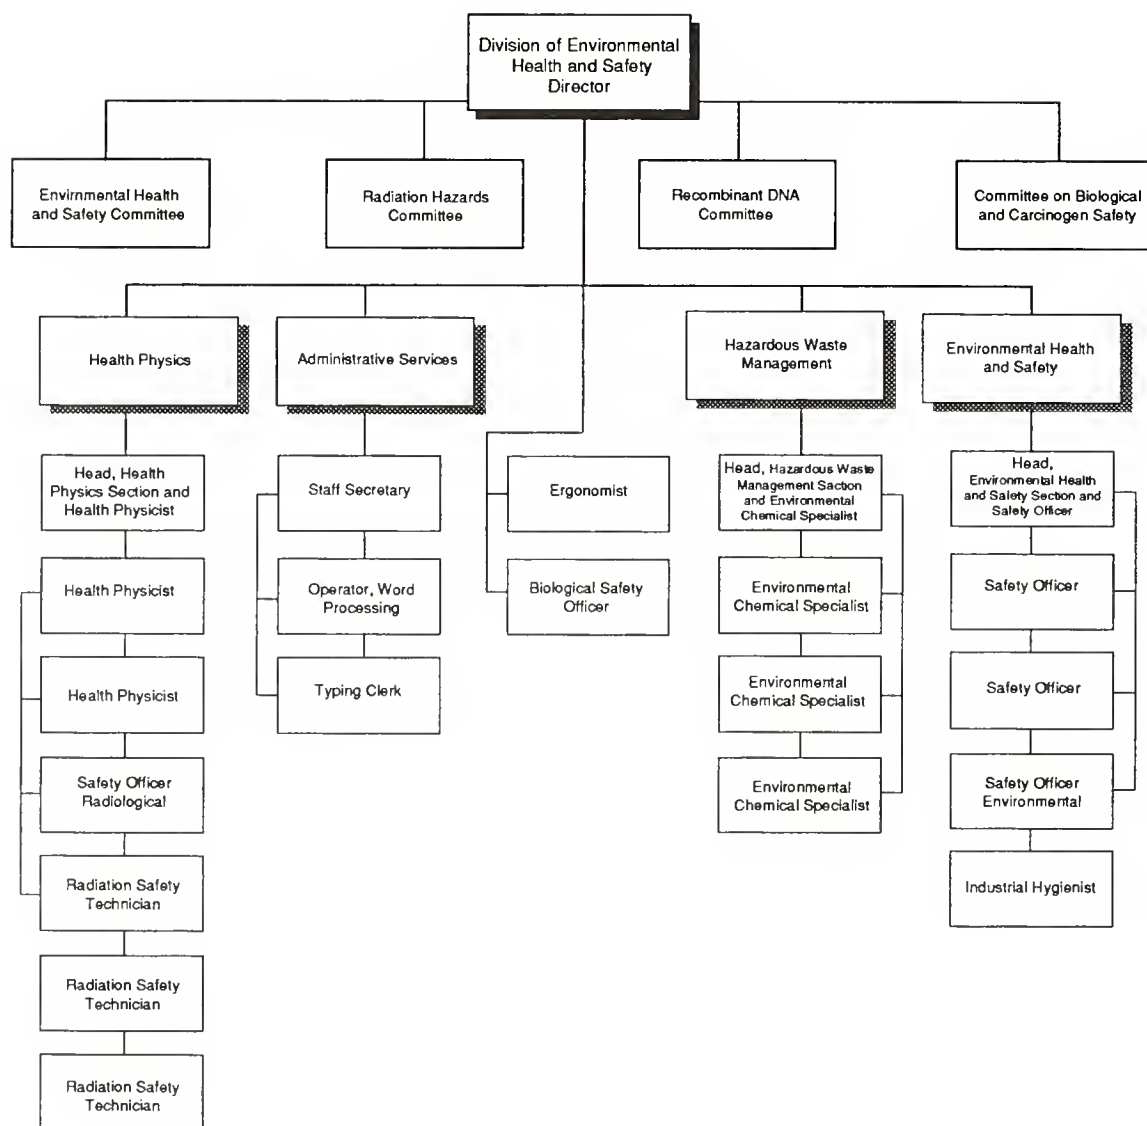 Division of Environmental
Health and Safety
Director
Envirnmental Health
and Safety Committee
Radiation Hazards
Committee
Recombinant DNA
Committee
Committee on Biological
and Carcinogen Safety
Health Physics
Administrative Services
Hazardous Waste
Management
Environmental Health
and Safety
Head, Health
Physics Section and
Health Physicist
Health Physicist
Health Physicist
Safety Officer
Radiological
Radiation Safety
Technician
Radiation Safety
Technician
Radiation Safety
Technician
Staff Secretary
Operator, Word
Processing
Typing Clerk
Ergonomist
Biological Safety
Officer
Head, Hazardous Waste
Management Saction
and Environmental
Chemical Specialist
Environmental
Chemical Specialist
Environmental
Chemical Specialist
Environmental
Chemical Specialist
Head,
Environmental Health
and Safety Section and
Safety Officer
Safety Officer
Safety Officer
Safety Officer
Environmental
Industrial Hygienist